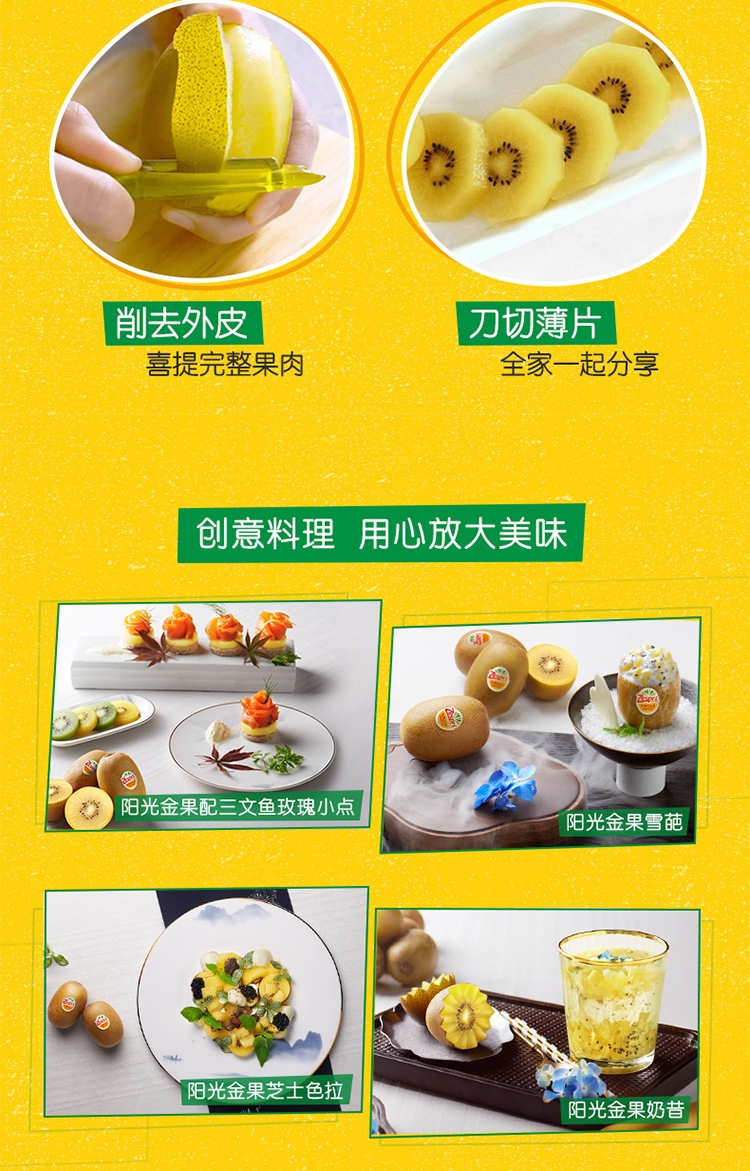 削去外皮
喜提完整果肉
刀切薄片
全家一起分享
创意料理 用心放大美味
阳光金果配三文鱼玫瑰小点
Zespri
Zespri
Zespri
阳光金果雪葩
阳光金果芝士色拉
阳光金果奶昔